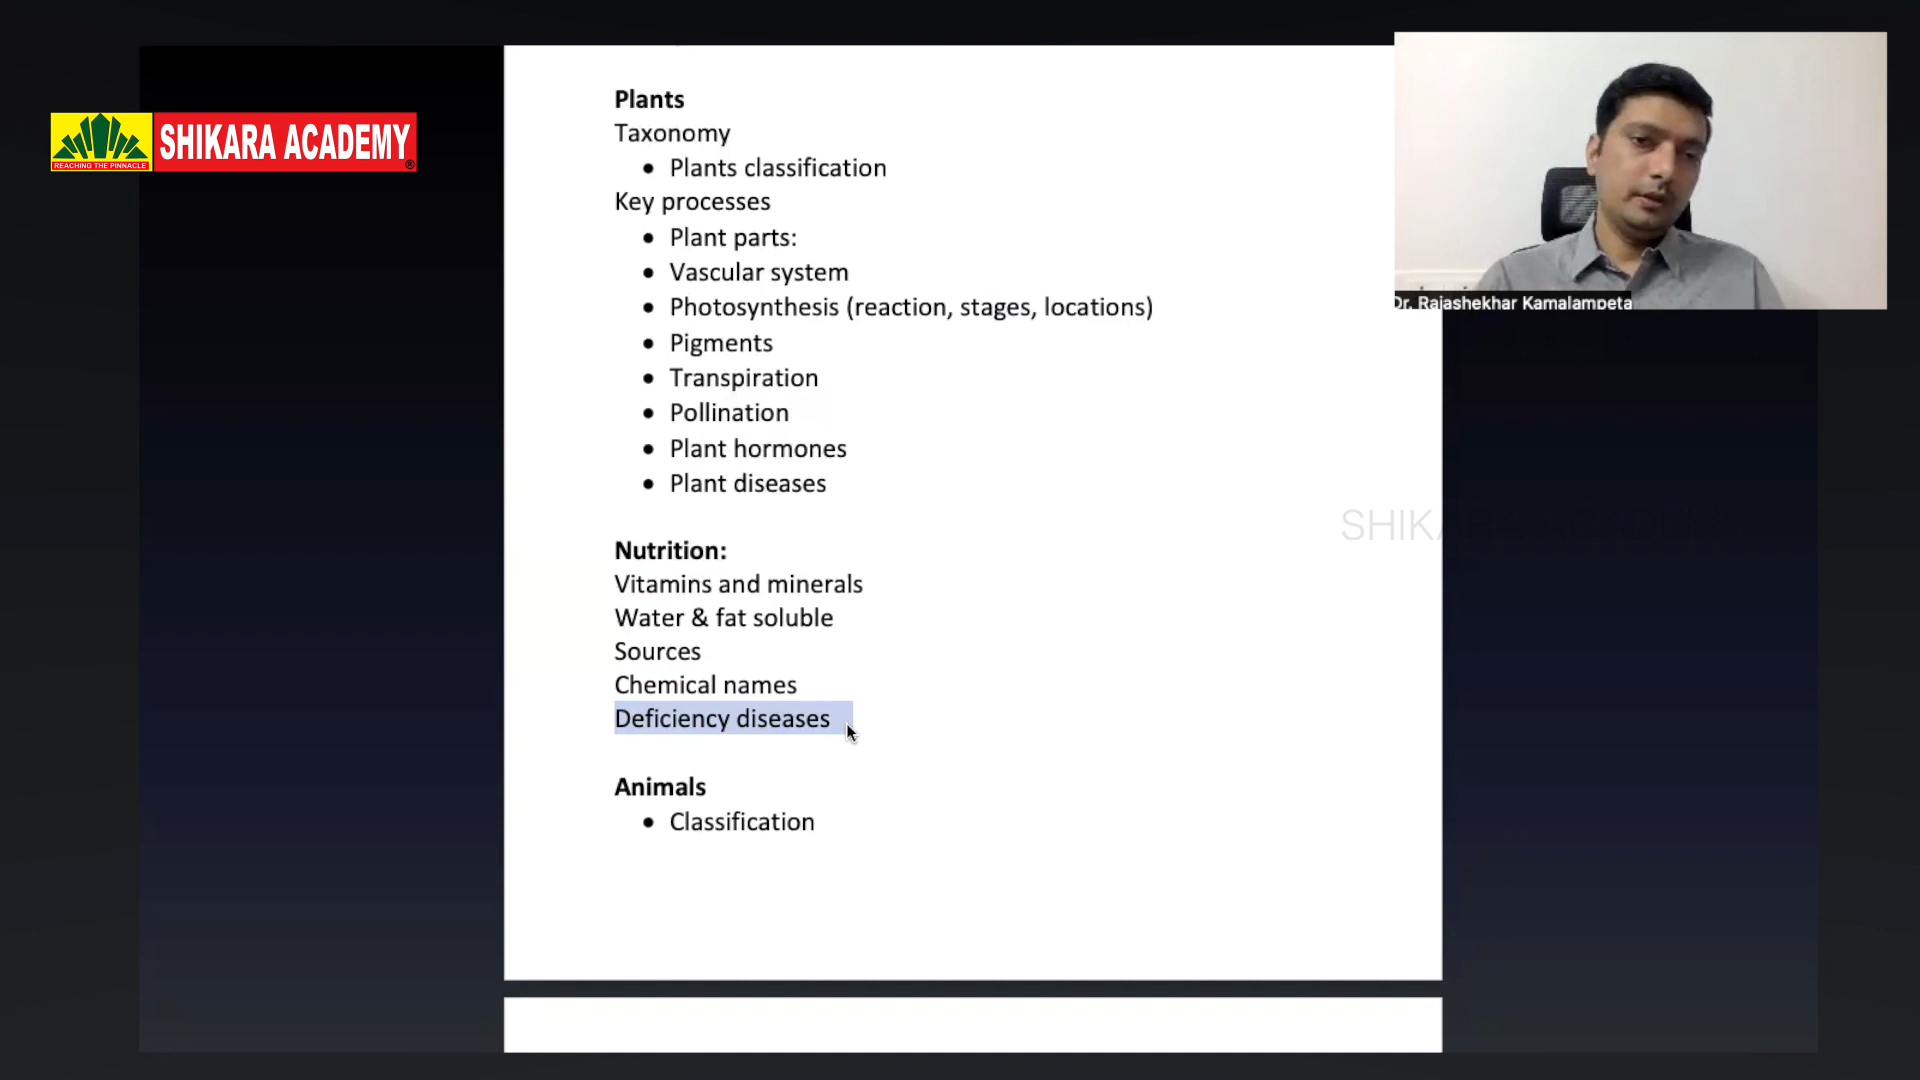 SHIKARA ACADEMY
REACHING THE PINNACLE
®
Plants
Taxonomy
• Plants classification
Key processes
• Plant parts:
• Vascular system
• Photosynthesis (reaction, stages, locations)
• Pigments
• Transpiration
• Pollination
• Plant hormones
• Plant diseases
Nutrition:
Vitamins and minerals
Water & fat soluble
Sources
Chemical names
Deficiency diseases
Animals
• Classification
Dr. Rajashekhar Kamalampeta